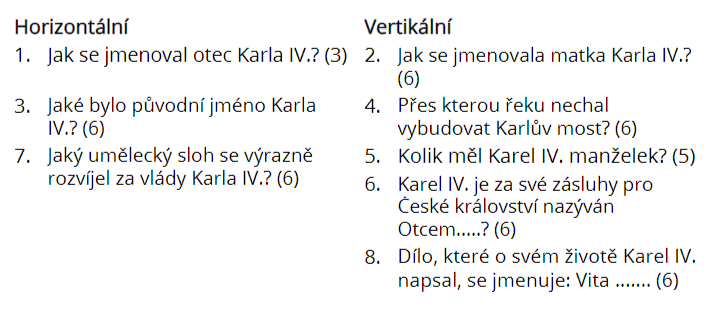 Horizontální
1. Jak se jmenoval otec Karla IV.? (3)
3. Jaké bylo původní jméno Karla
IV.? (6)
7. Jaký umělecký sloh se výrazně
rozvíjel za vlády Karla IV.? (6)
Vertikální
2. Jak se jmenovala matka Karla IV.?
(6)
4. Přes kterou řeku nechal
vybudovat Karlův most? (6)
5. Kolik měl Karel IV. manželek? (5)
6. Karel IV. je za své zásluhy pro
České království nazýván
Otcem.....? (6)
8. Dílo, které o svém životě Karel IV.
napsal, se jmenuje: Vita ....... (6)